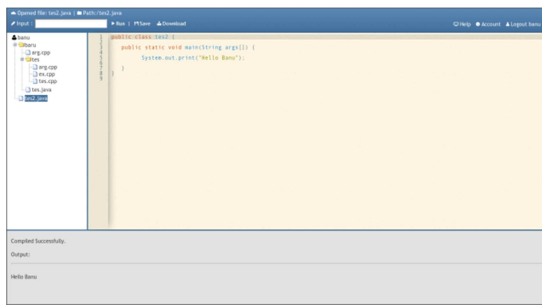 Opened file: tes2.java | Path:/tes2.java
Input | Run | Save Download Help Account Logout banu
banu
baru
arg.cpp
tes
arg.cpp
ex.cpp
tes.cpp
tes.java
tes2.java
public class tes2 {
public static void main(String args[]) {
System.out.print("Hello Banu");
}
}
Compiled Successfully.
Output:
Hello Banu